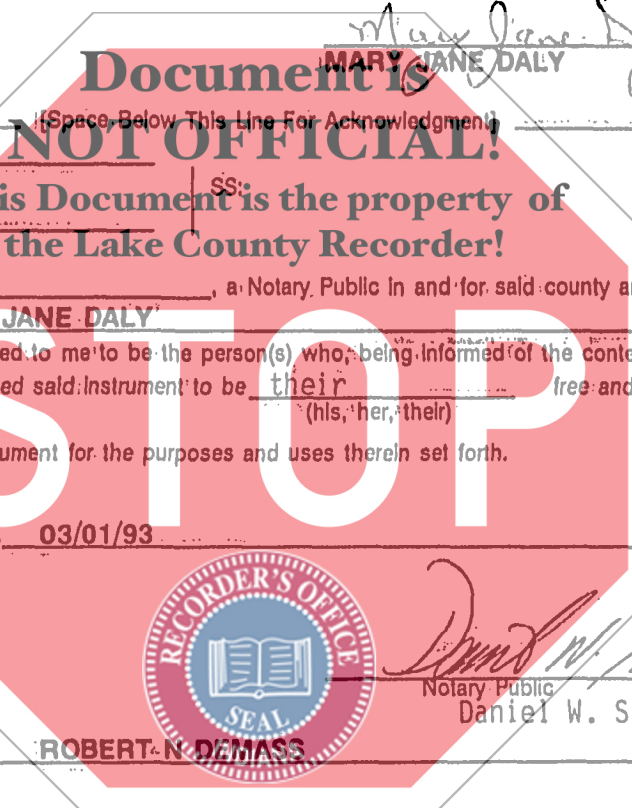 Mary Jane D
MARY JANE DALY
Document is
(Space Below This Line For Acknowledgment)
NOT OFFICIAL!
SS:
is Document is the property of
the Lake County Recorder!
, a Notary Public in and for said county a
JANE DALY
ed to me to be the person(s) who, being informed of the conte
ed said instrument to be their free and
(his, her, their)
ument for the purposes and uses therein set forth.
STOP
03/01/93
RECORDER'S OFFICE
SEAL
INDIANA
Notary Public
Daniel W. S
ROBERT N DEMASS